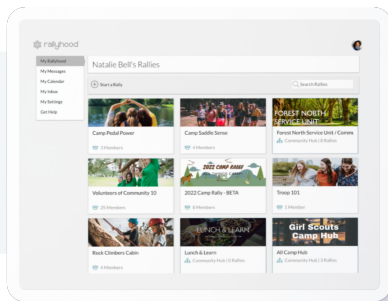 rallyhood
My Rallyhood
My Messages
My Calendar
My Inbox
My Settings
Get Help
Natalie Bell's Rallies
Start a Rally
Search Rallies
Camp Pedal Power
3 Members
Camp Saddle Sense
4 Members
FOREST NORTH
SERVICE UNIT
Forest North Service Unit / Commu
Community Hub | 6 Rallies
Volunteers of Community 10
25 Members
2022 CAMP RALLY
2022 Camp Rally - BETA
8 Members
Troop 101
1 Member
Rock Climbers Cabin
4 Members
LUNCH & LEARN
Lunch & Learn
Community Hub | 0 Rallies
Girl Scouts
Camp Hub
All Camp Hub
Community Hub | 3 Rallies